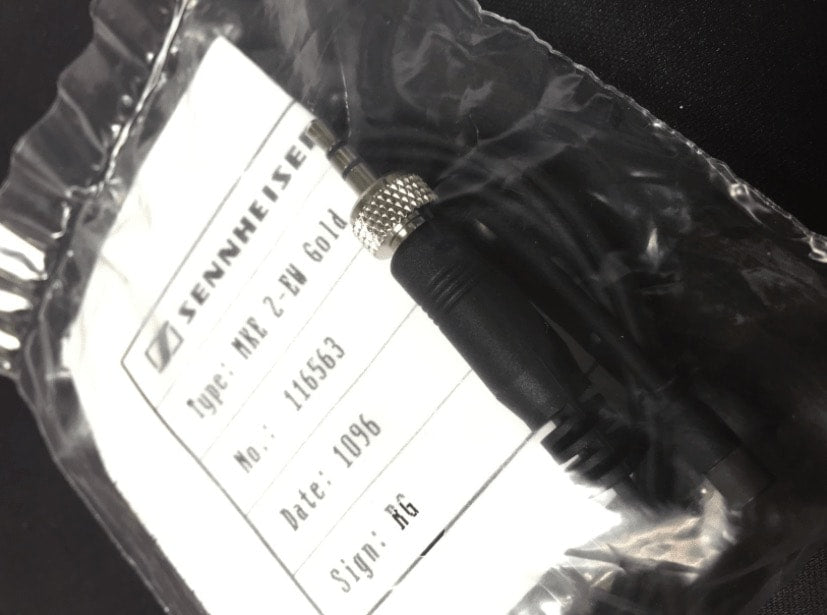 SENNHEISER
Type: MKE 2-EW Gold
No.: 116563
Date: 1096
Sign: RG